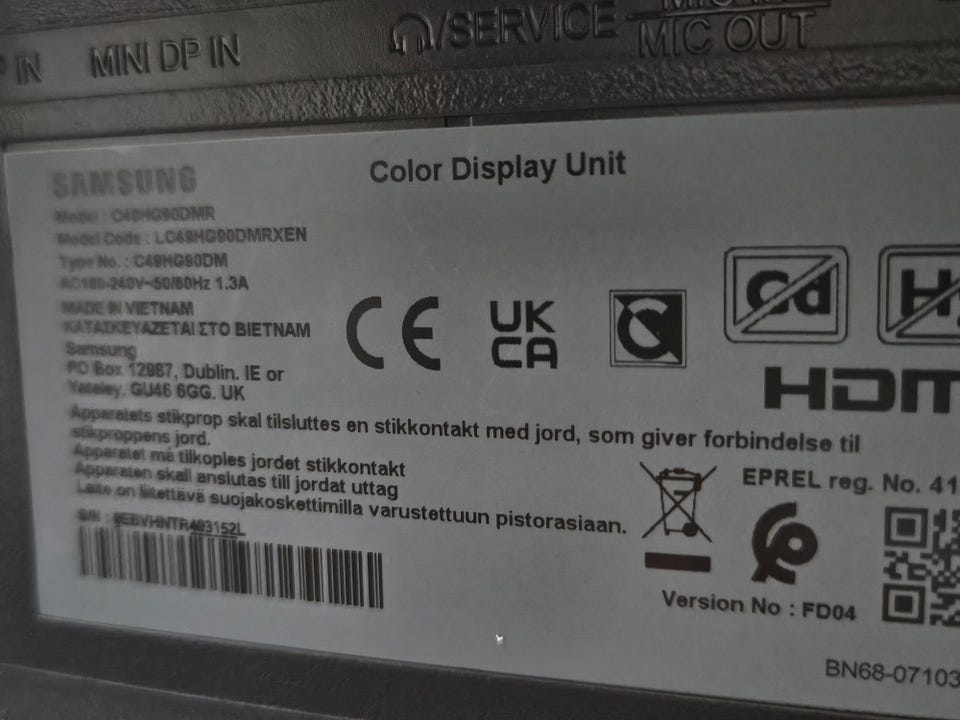 IN
MINI DP IN
/SERVICE
MIC OUT
SAMSUNG
Color Display Unit
Model : C49HG90DMR
Model Code : LC49HG90DMRXEN
Type No. : C49HG90DM
AC100-240V~50/60Hz 1.3A
MADE IN VIETNAM
ΚΑΤΑΣΚΕΥΑΖΕΤΑΙ ΣΤΟ ΒΙΕΤΝΑΜ
Samsung
PO Box 12987, Dublin. IE or
Yateley, GU46 6GG. UK
CE
UK
CA
Cd
HDM
Apparatets stikprop skal tilsluttes en stikkontakt med jord, som giver forbindelse til
stikproppens jord.
Apparatet må tilkoples jordet stikkontakt
Apparaten skall anslutas till jordat uttag
Laite on liitettävä suojakoskettimilla varustettuun pistorasiaan.
EPREL reg. No. 41
S/N :
Version No : FD04
BN68-07103